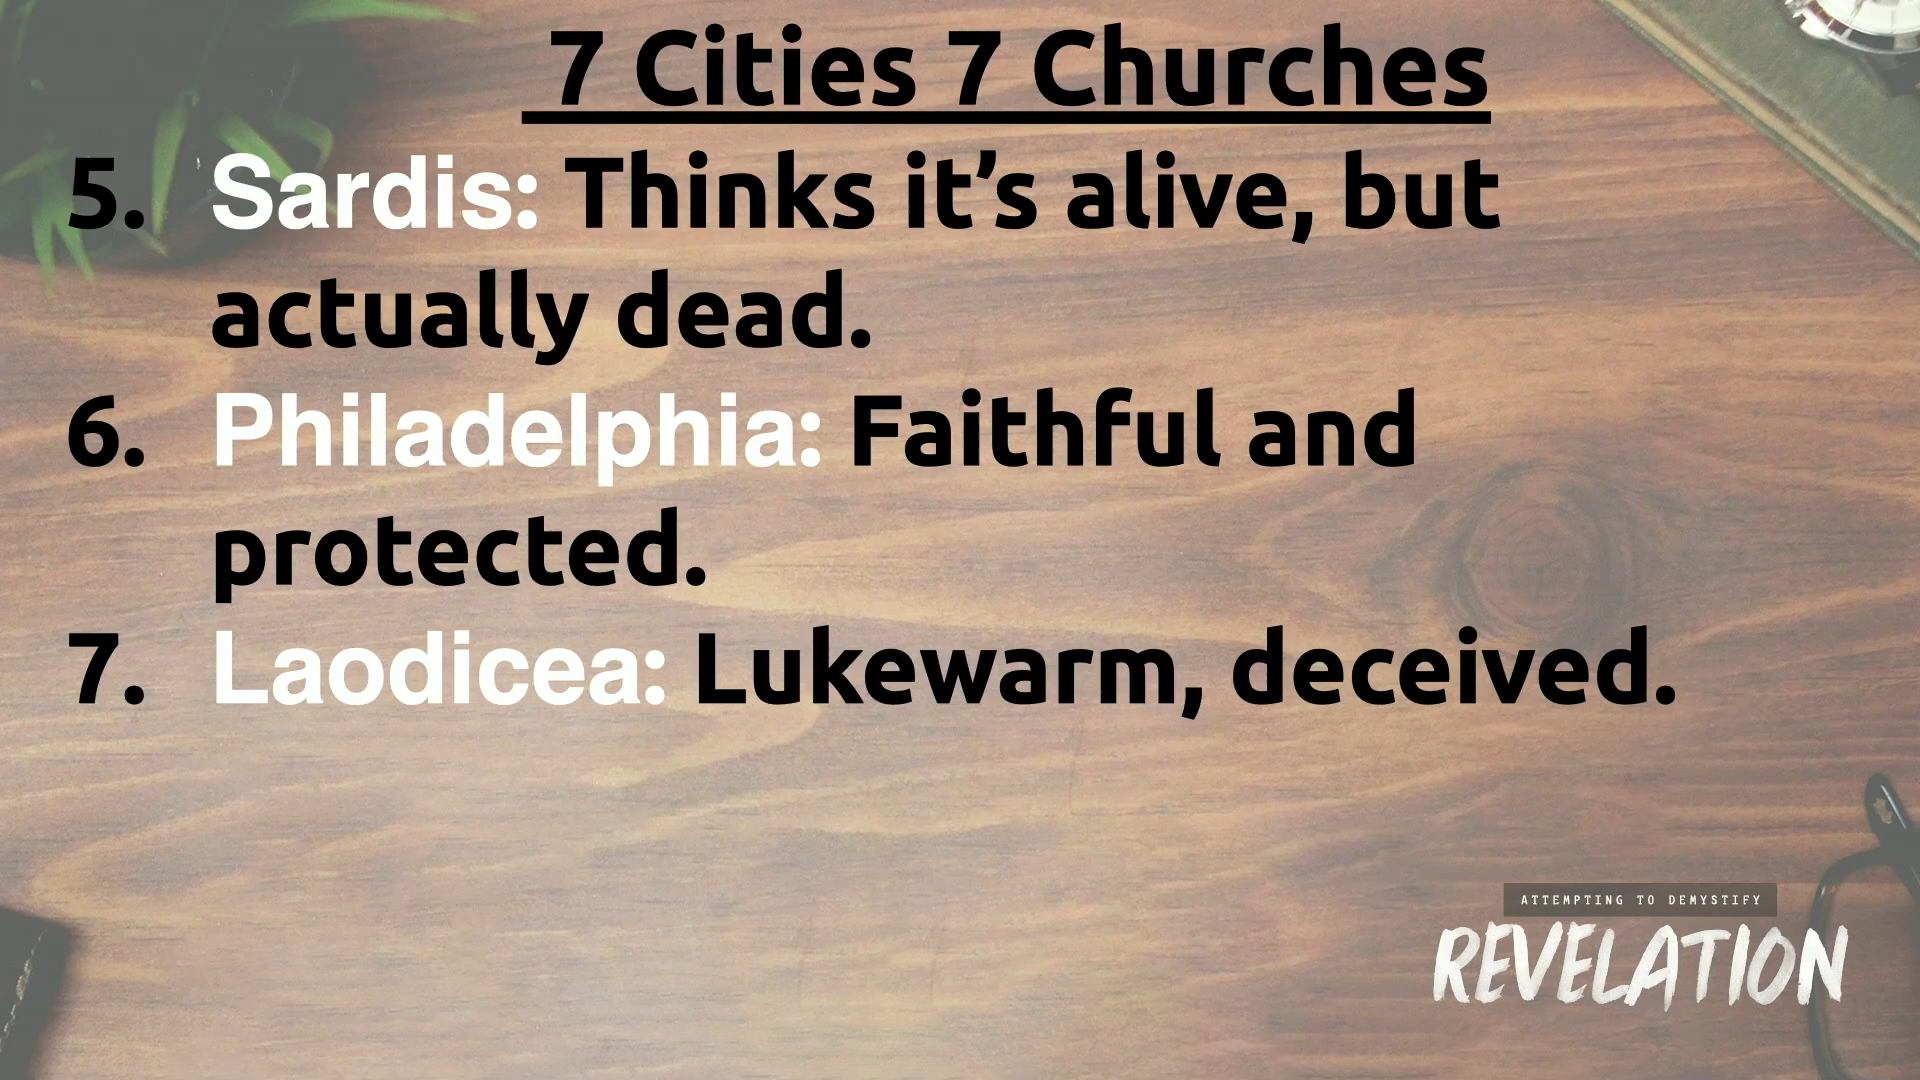 7 Cities 7 Churches
5. Sardis: Thinks it’s alive, but
actually dead.
6. Philadelphia: Faithful and
protected.
7. Laodicea: Lukewarm, deceived.
ATTEMPTING TO DEMYSTIFY
REVELATION